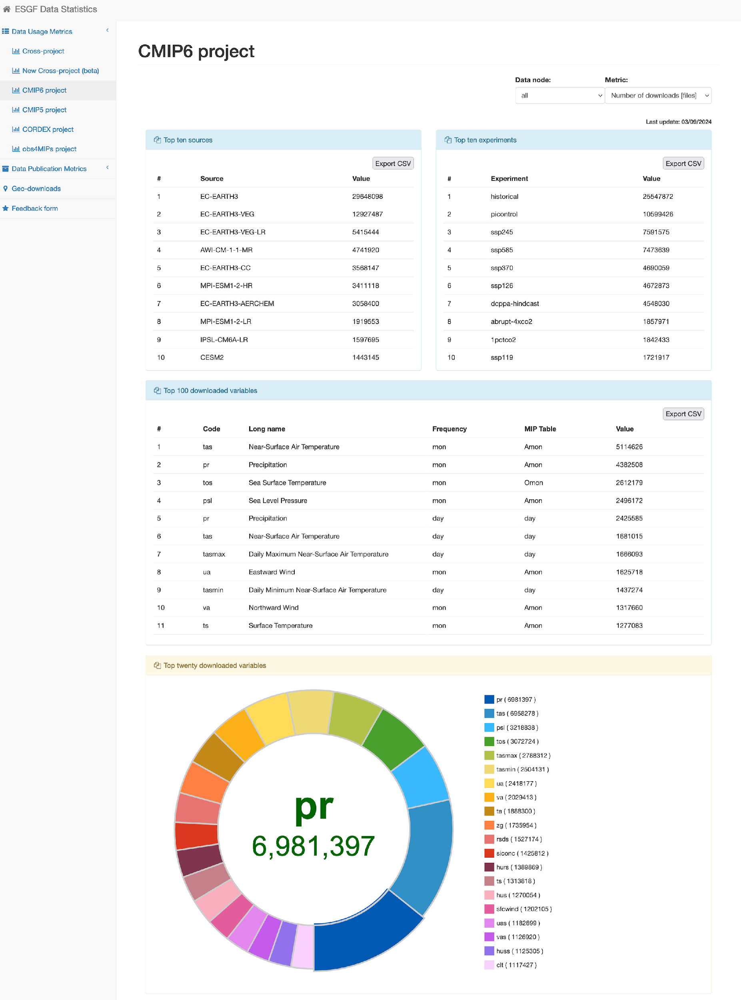 ESGF Data Statistics
Data Usage Metrics
Cross-project
New Cross-project (beta)
CMIP6 project
CMIP5 project
CORDEX project
obs4MIPs project
Data Publication Metrics
Geo-downloads
Feedback form
CMIP6 project
Data node: Metric:
all Number of downloads [files]
Last update: 03/09/2024
Top ten sources
Export CSV
# Source Value
1 EC-EARTH3 29648098
2 EC-EARTH3-VEG 12927487
3 EC-EARTH3-VEG-LR 5415444
4 AWI-CM-1-1-MR 4741920
5 EC-EARTH3-CC 3568147
6 MPI-ESM1-2-HR 3411118
7 EC-EARTH3-AERCHEM 3058400
8 MPI-ESM1-2-LR 1919553
9 IPSL-CM6A-LR 1597695
10 CESM2 1443145
Top ten experiments
Export CSV
# Experiment Value
1 historical 25547872
2 picontrol 10599426
3 ssp245 7591575
4 ssp585 7473639
5 ssp370 4690059
6 ssp126 4672873
7 dcppa-hindcast 4548030
8 abrupt-4xco2 1857971
9 1pctco2 1842433
10 ssp119 1721917
Top 100 downloaded variables
Export CSV
# Code Long name Frequency MIP Table Value
1 tas Near-Surface Air Temperature mon Amon 5114626
2 pr Precipitation mon Amon 4382508
3 tos Sea Surface Temperature mon Omon 2612179
4 psl Sea Level Pressure mon Amon 2496172
5 pr Precipitation day day 2425585
6 tas Near-Surface Air Temperature day day 1681015
7 tasmax Daily Maximum Near-Surface Air Temperature day day 1666093
8 ua Eastward Wind mon Amon 1625718
9 tasmin Daily Minimum Near-Surface Air Temperature day day 1437274
10 va Northward Wind mon Amon 1317660
11 ts Surface Temperature mon Amon 1277083
Top twenty downloaded variables
pr
6,981,397
pr ( 6981397 )
tas ( 6958278 )
psl ( 3218838 )
tos ( 3072724 )
tasmax ( 2788312 )
tasmin ( 2504131 )
ua ( 2418177 )
va ( 2029413 )
ta ( 1888300 )
zg ( 1735954 )
rsds ( 1527174 )
siconc ( 1425812 )
hurs ( 1389869 )
ts ( 1313818 )
hus ( 1270054 )
sfcwind ( 1202105 )
uas ( 1182699 )
vas ( 1126920 )
huss ( 1125305 )
clt ( 1117427 )